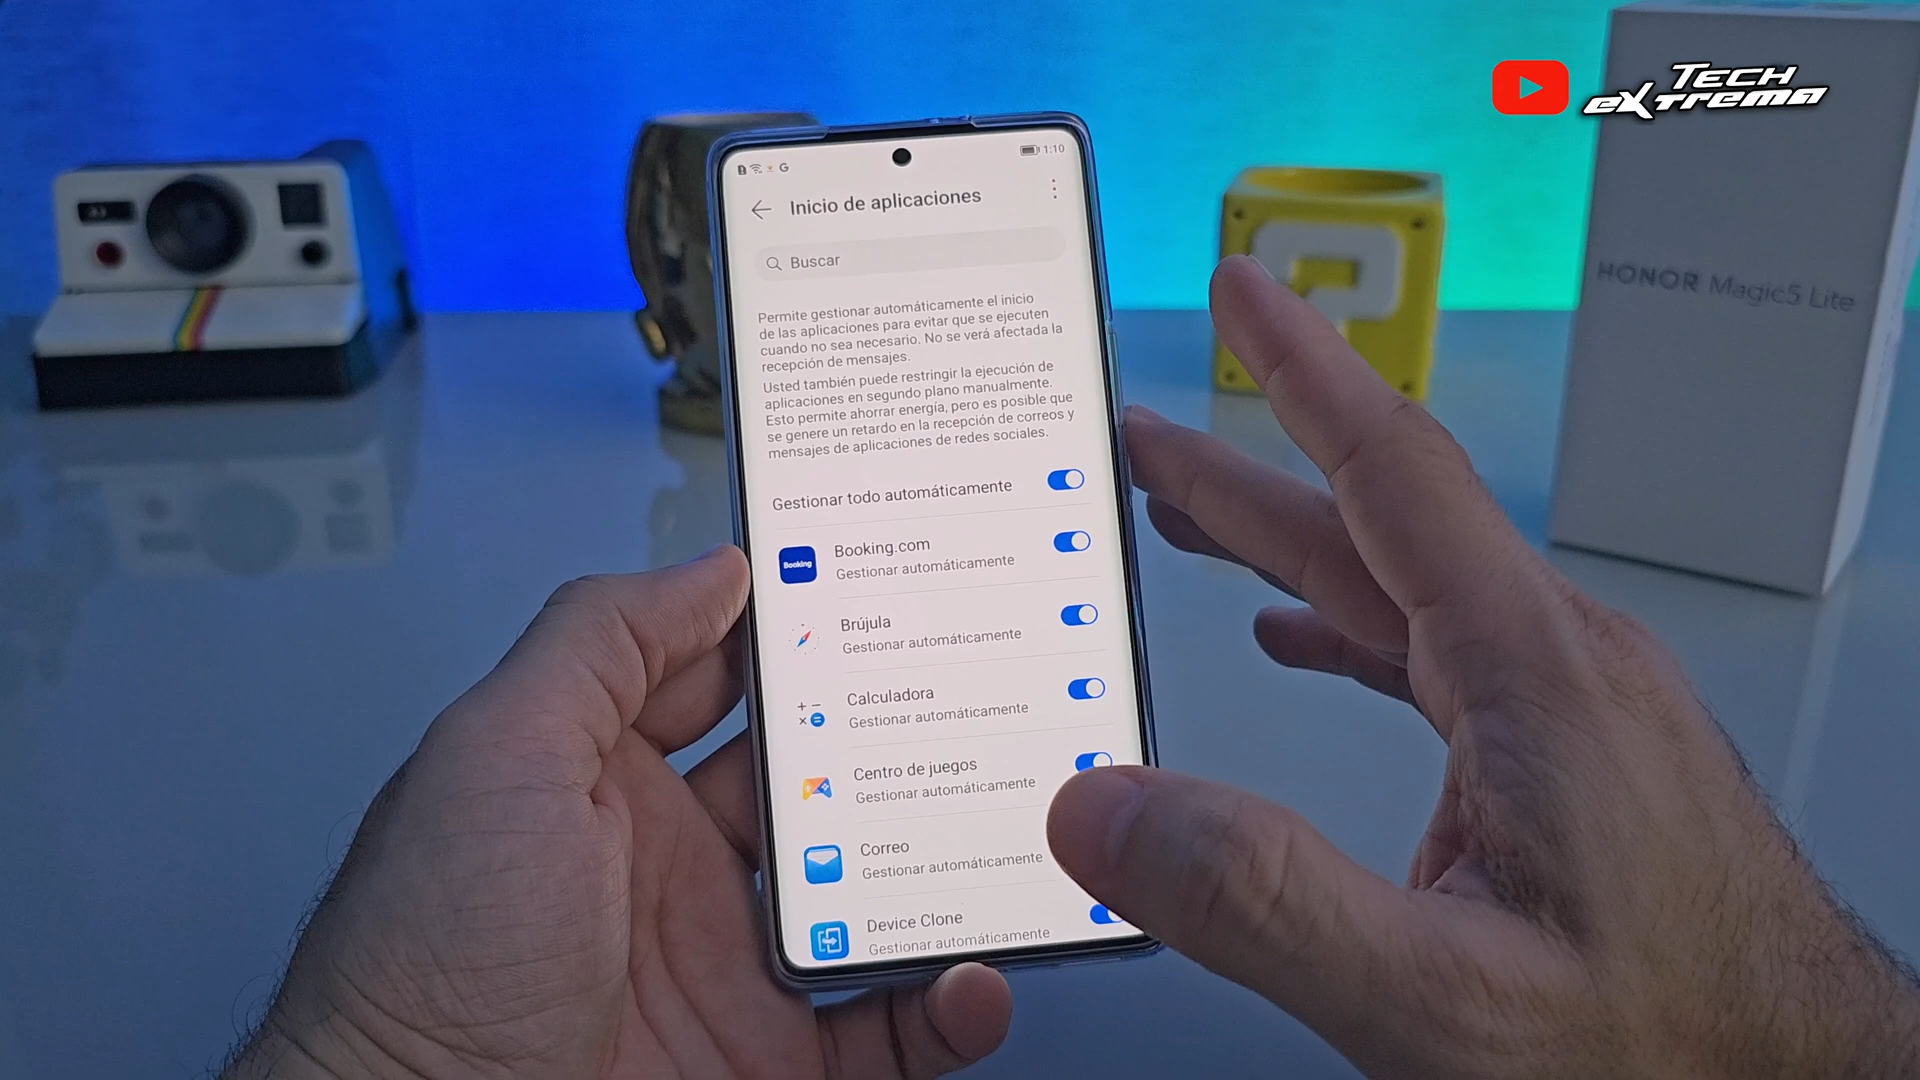 TECH
eXTrema
HONOR Magic5 Lite
G
1:10
Inicio de aplicaciones
Buscar
Permite gestionar automáticamente el inicio
de las aplicaciones para evitar que se ejecuten
cuando no sea necesario. No se verá afectada la
recepción de mensajes.
Usted también puede restringir la ejecución de
aplicaciones en segundo plano manualmente.
Esto permite ahorrar energía, pero es posible que
se genere un retardo en la recepción de correos y
mensajes de aplicaciones de redes sociales.
Gestionar todo automáticamente
Booking
Booking.com
Gestionar automáticamente
Brújula
Gestionar automáticamente
Calculadora
Gestionar automáticamente
Centro de juegos
Gestionar automáticamente
Correo
Gestionar automáticamente
Device Clone
Gestionar automáticamente